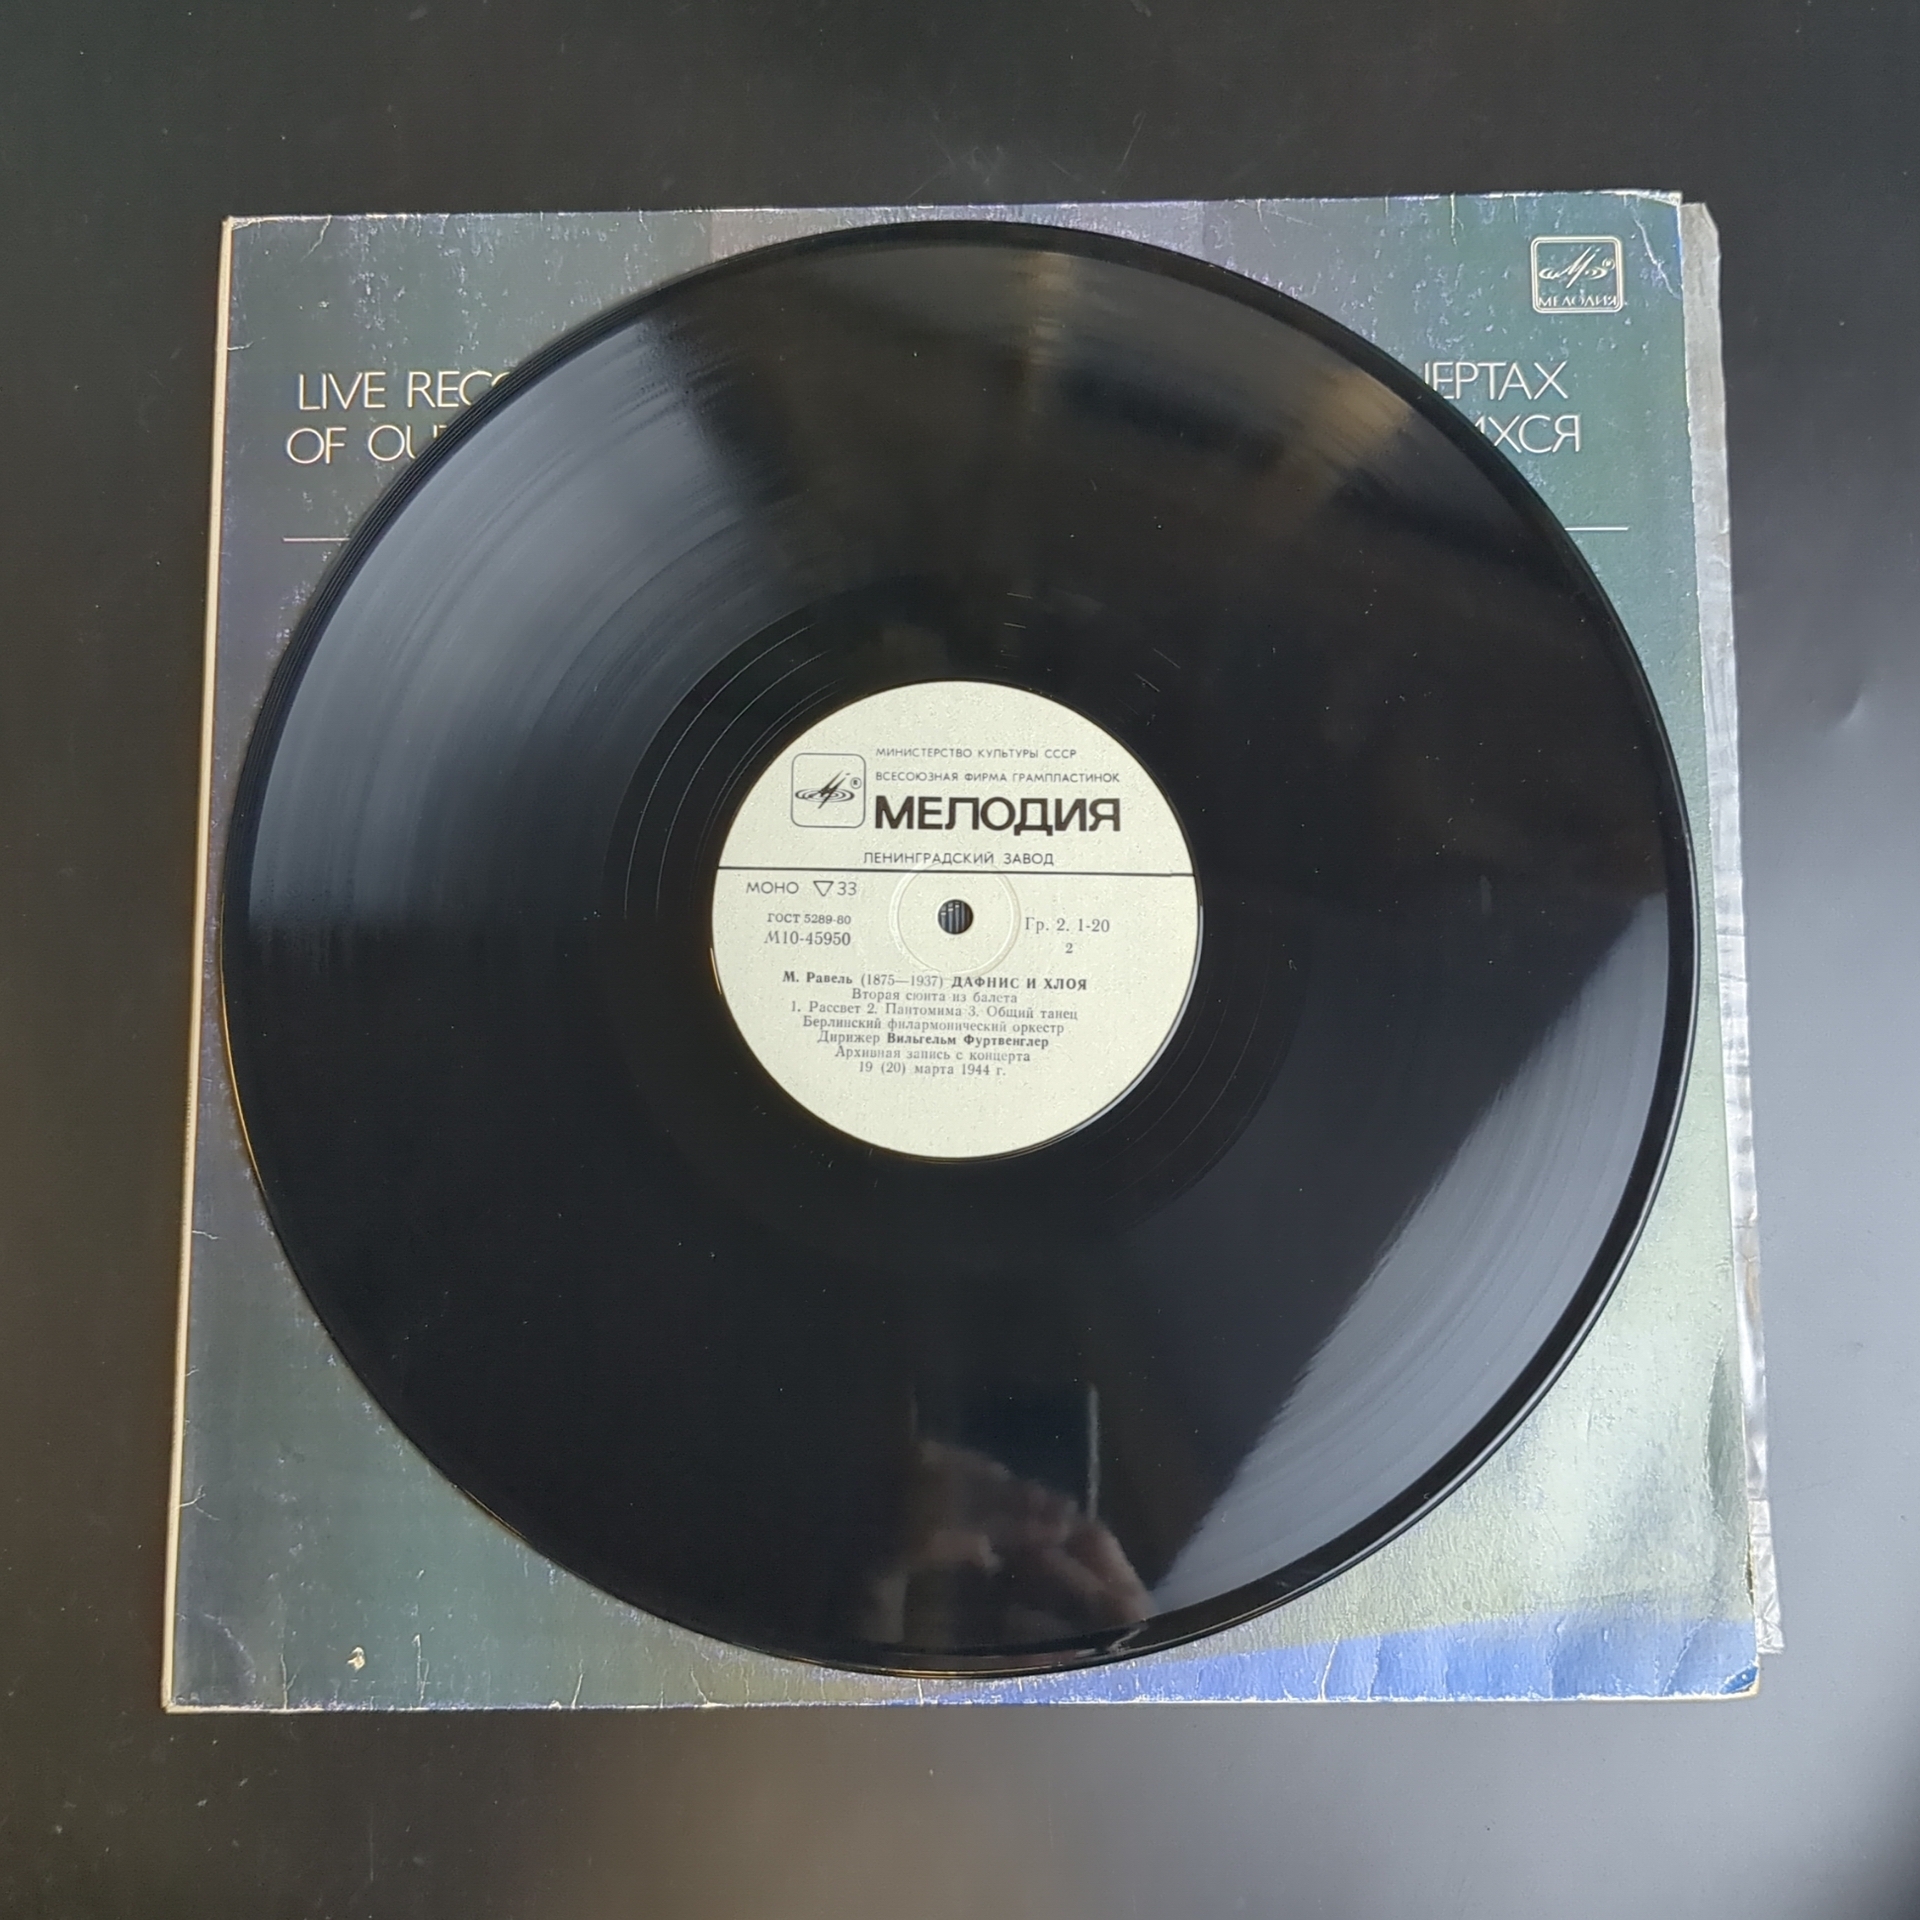 МЕЛОДИЯ
LIVE REC
OF OU
ЦЕРТАХ
ИХСЯ
МИНИСТЕРСТВО КУЛЬТУРЫ СССР
ВСЕСОЮЗНАЯ ФИРМА ГРАМПЛАСТИНОК
МЕЛОДИЯ
ЛЕНИНГРАДСКИЙ ЗАВОД
МОНО ▽33
ГОСТ 5289-80
М10-45950
Гр. 2. 1-20
2
М. Равель (1875—1937) ДАФНИС И ХЛОЯ
Вторая сюита из балета
1. Рассвет 2. Пантомима 3. Общий танец
Берлинский филармонический оркестр
Дирижер Вильгельм Фуртвенглер
Архивная запись с концерта
19 (20) марта 1944 г.